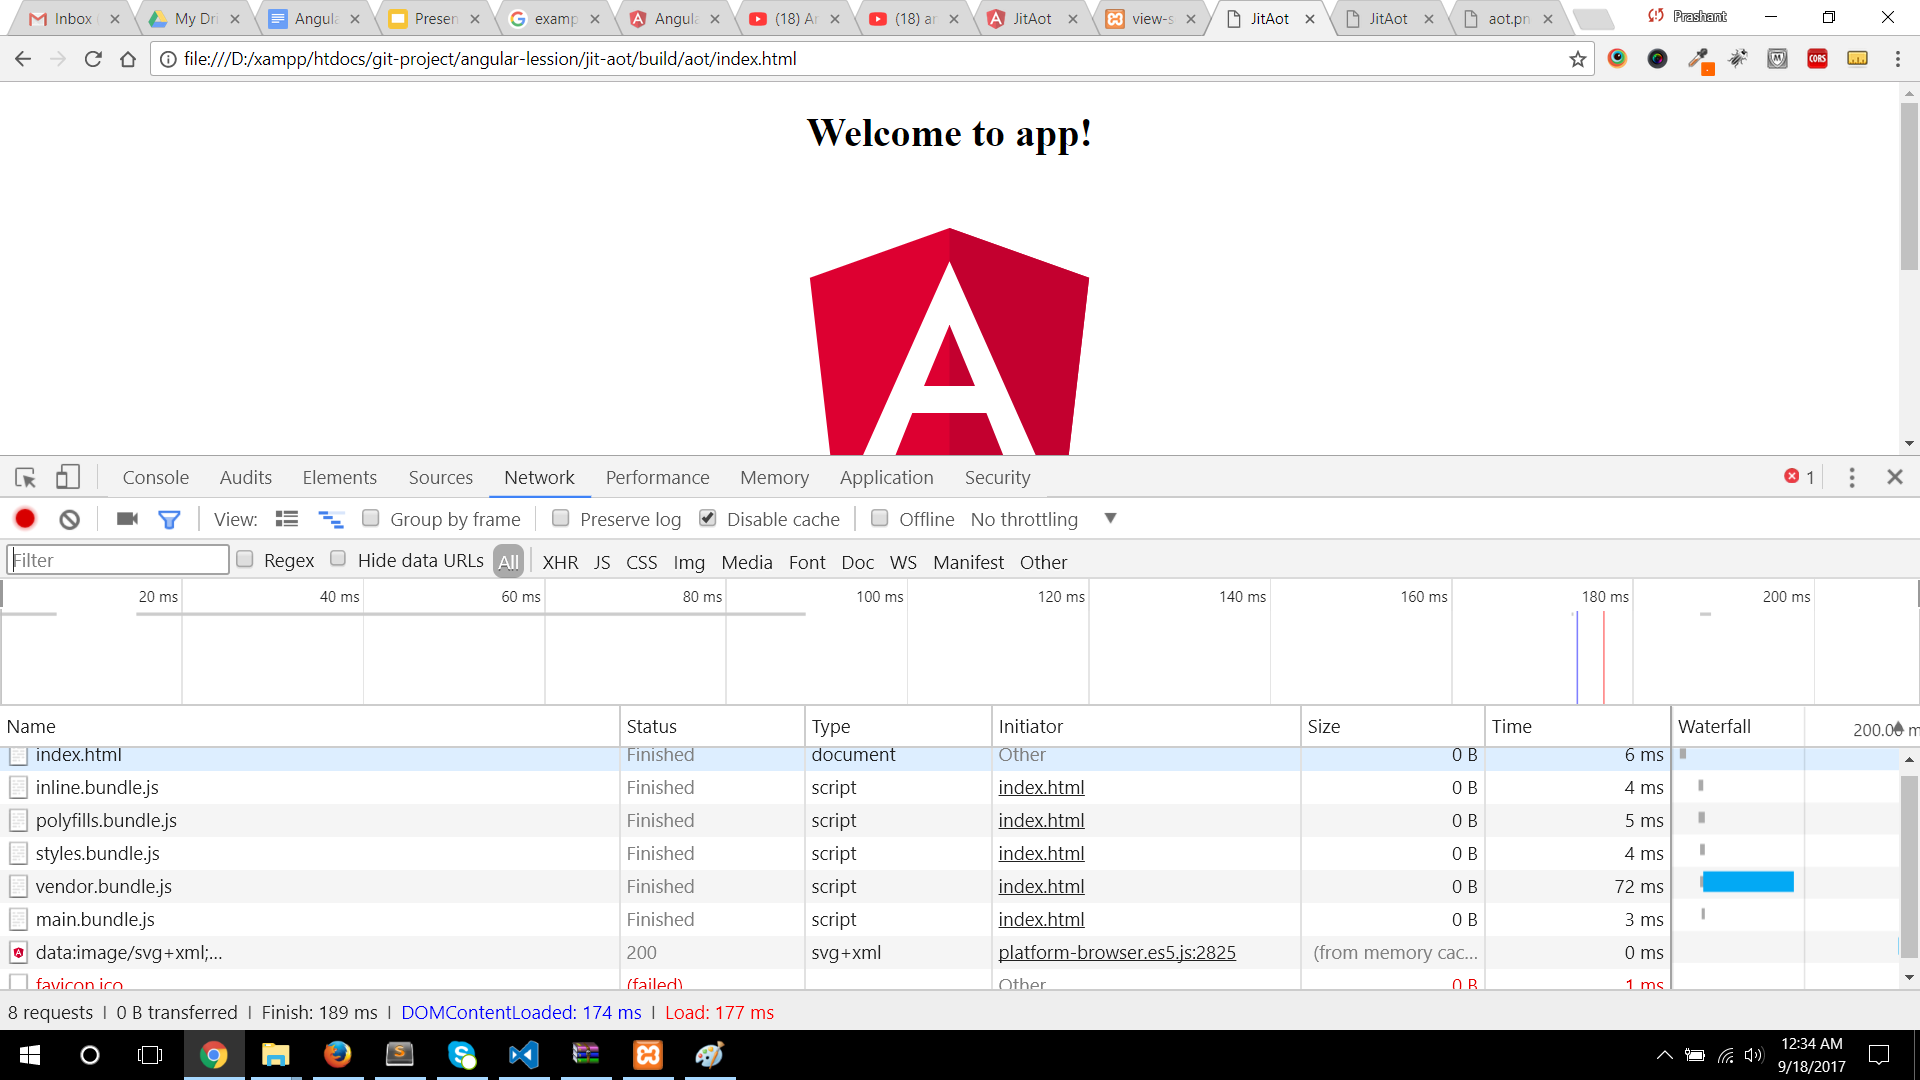 Inbox My Dri Angula Presen examp Angula (18) Ar (18) ar JitAot view-s JitAot JitAot aot.pn Prashant
file:///D:/xampp/htdocs/git-project/angular-lession/jit-aot/build/aot/index.html CORS
Welcome to app!
Console Audits Elements Sources Network Performance Memory Application Security 1
View: Group by frame Preserve log Disable cache Offline No throttling
Filter Regex Hide data URLs All XHR JS CSS Img Media Font Doc WS Manifest Other
20 ms 40 ms 60 ms 80 ms 100 ms 120 ms 140 ms 160 ms 180 ms 200 ms
Name Status Type Initiator Size Time Waterfall 200.00 m
index.html Finished document Other 0 B 6 ms
inline.bundle.js Finished script index.html 0 B 4 ms
polyfills.bundle.js Finished script index.html 0 B 5 ms
styles.bundle.js Finished script index.html 0 B 4 ms
vendor.bundle.js Finished script index.html 0 B 72 ms
main.bundle.js Finished script index.html 0 B 3 ms
data:image/svg+xml;... 200 svg+xml platform-browser.es5.js:2825 (from memory cac... 0 ms
favicon.ico (failed) Other 0 B 1 ms
8 requests | 0 B transferred | Finish: 189 ms | DOMContentLoaded: 174 ms | Load: 177 ms
12:34 AM
9/18/2017